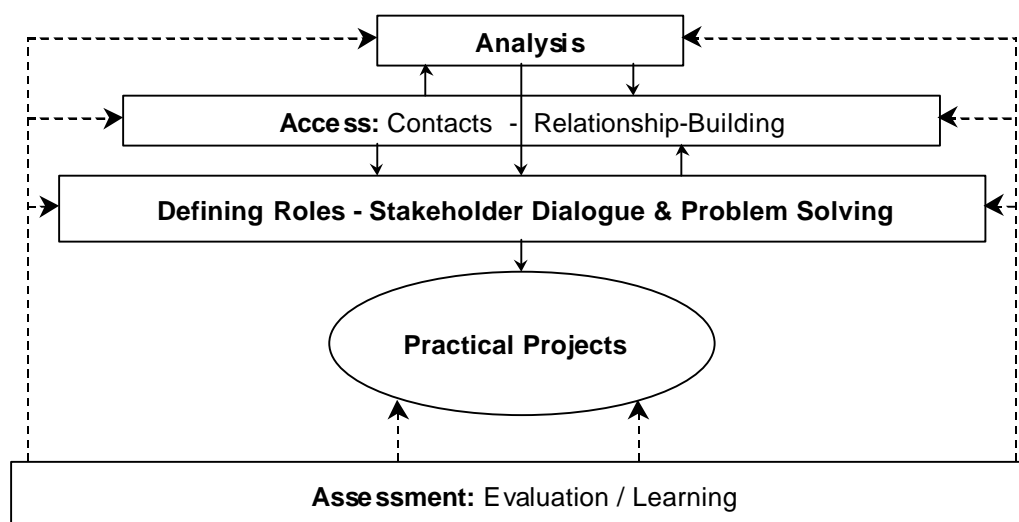 Analysis
Access: Contacts - Relationship-Building
Defining Roles - Stakeholder Dialogue & Problem Solving
Practical Projects
Assessment: Evaluation / Learning